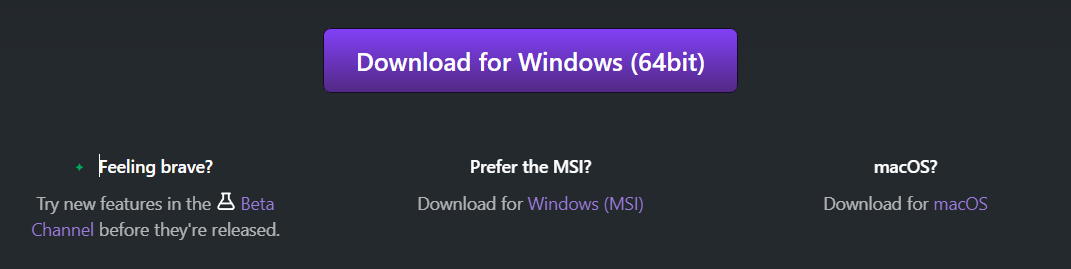 Download for Windows (64bit)
Feeling brave?
Try new features in the Beta
Channel before they're released.
Prefer the MSI?
Download for Windows (MSI)
macOS?
Download for macOS